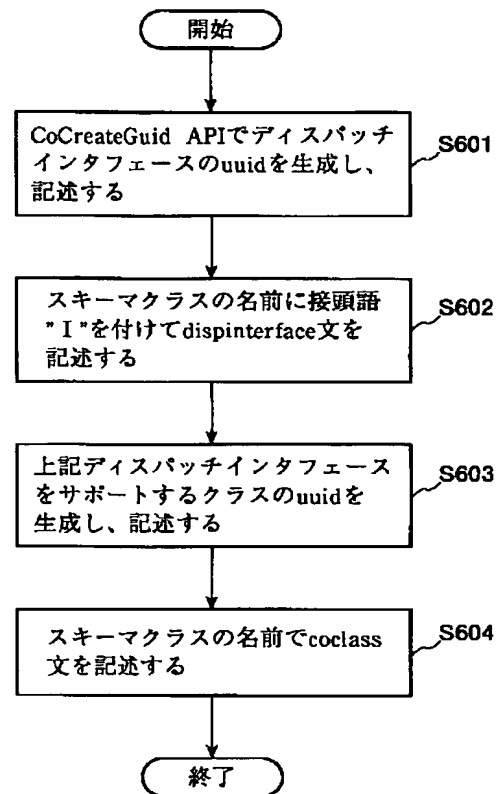 開始
CoCreateGuid APIでディスパッチ
インタフェースのuuidを生成し、
記述する
S601
スキーマクラスの名前に接頭語
"I"を付けてdispinterface文を
記述する
S602
上記ディスパッチインタフェース
をサポートするクラスのuuidを
生成し、記述する
S603
スキーマクラスの名前でcoclass
文を記述する
S604
終了